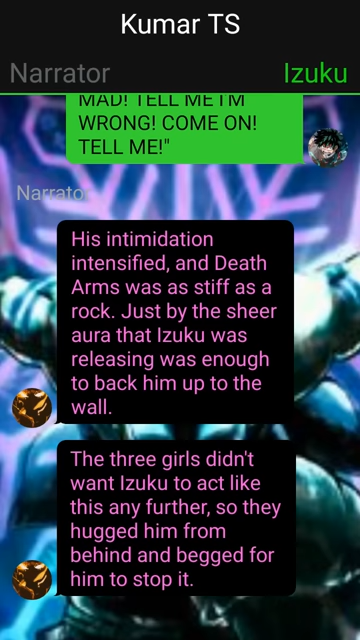 Kumar TS
Narrator
Izuku
MAD! TELL ME I'M
WRONG! COME ON!
TELL ME!"
Narrator
His intimidation
intensified, and Death
Arms was as stiff as a
rock. Just by the sheer
aura that Izuku was
releasing was enough
to back him up to the
wall.
The three girls didn't
want Izuku to act like
this any further, so they
hugged him from
behind and begged for
him to stop it.